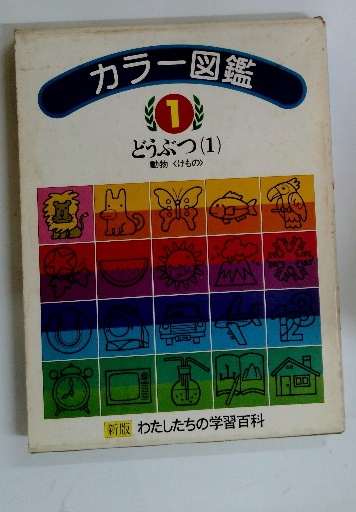 カラー図鑑
1
どうぶつ(1)
動物〈けもの〉
123
新版 わたしたちの学習百科